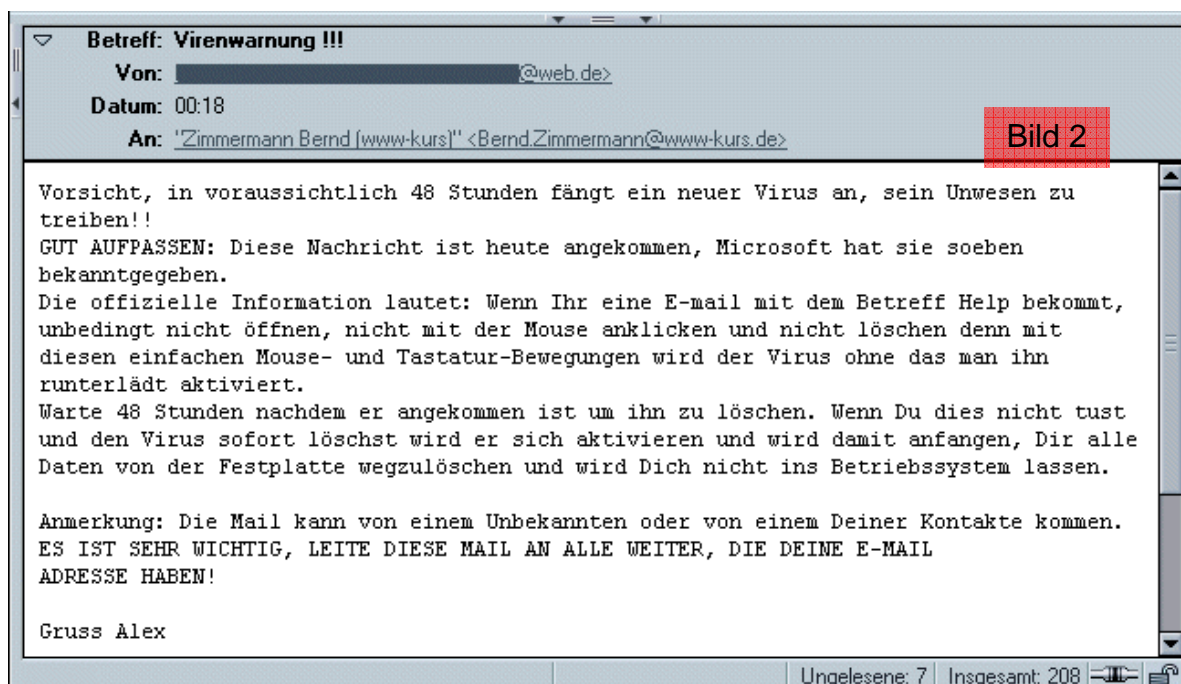 Betreff: Virenwarnung !!!
Von: @web.de>
Datum: 00:18
An: "Zimmermann Bernd (www-kurs)" <Bernd.Zimmermann@www-kurs.de>
Bild 2
Vorsicht, in voraussichtlich 48 Stunden fängt ein neuer Virus an, sein Unwesen zu
treiben!!
GUT AUFPASSEN: Diese Nachricht ist heute angekommen, Microsoft hat sie soeben
bekanntgegeben.
Die offizielle Information lautet: Wenn Ihr eine E-mail mit dem Betreff Help bekommt,
unbedingt nicht öffnen, nicht mit der Mouse anklicken und nicht löschen denn mit
diesen einfachen Mouse- und Tastatur-Bewegungen wird der Virus ohne das man ihn
runterlädt aktiviert.
Warte 48 Stunden nachdem er angekommen ist um ihn zu löschen. Wenn Du dies nicht tust
und den Virus sofort löschst wird er sich aktivieren und wird damit anfangen, Dir alle
Daten von der Festplatte wegzulöschen und wird Dich nicht ins Betriebssystem lassen.
Anmerkung: Die Mail kann von einem Unbekannten oder von einem Deiner Kontakte kommen.
ES IST SEHR WICHTIG, LEITE DIESE MAIL AN ALLE WEITER, DIE DEINE E-MAIL
ADRESSE HABEN!
Gruss Alex
Ungelesene: 7 Insgesamt: 208